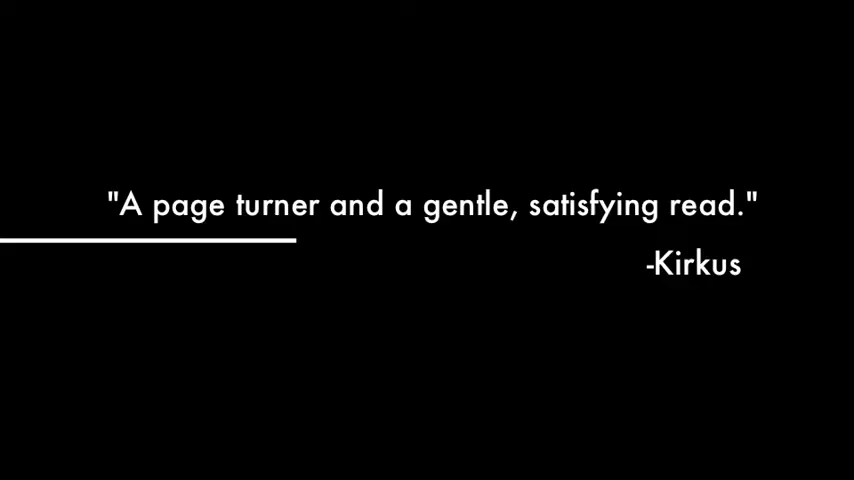 "A page turner and a gentle, satisfying read."
-Kirkus